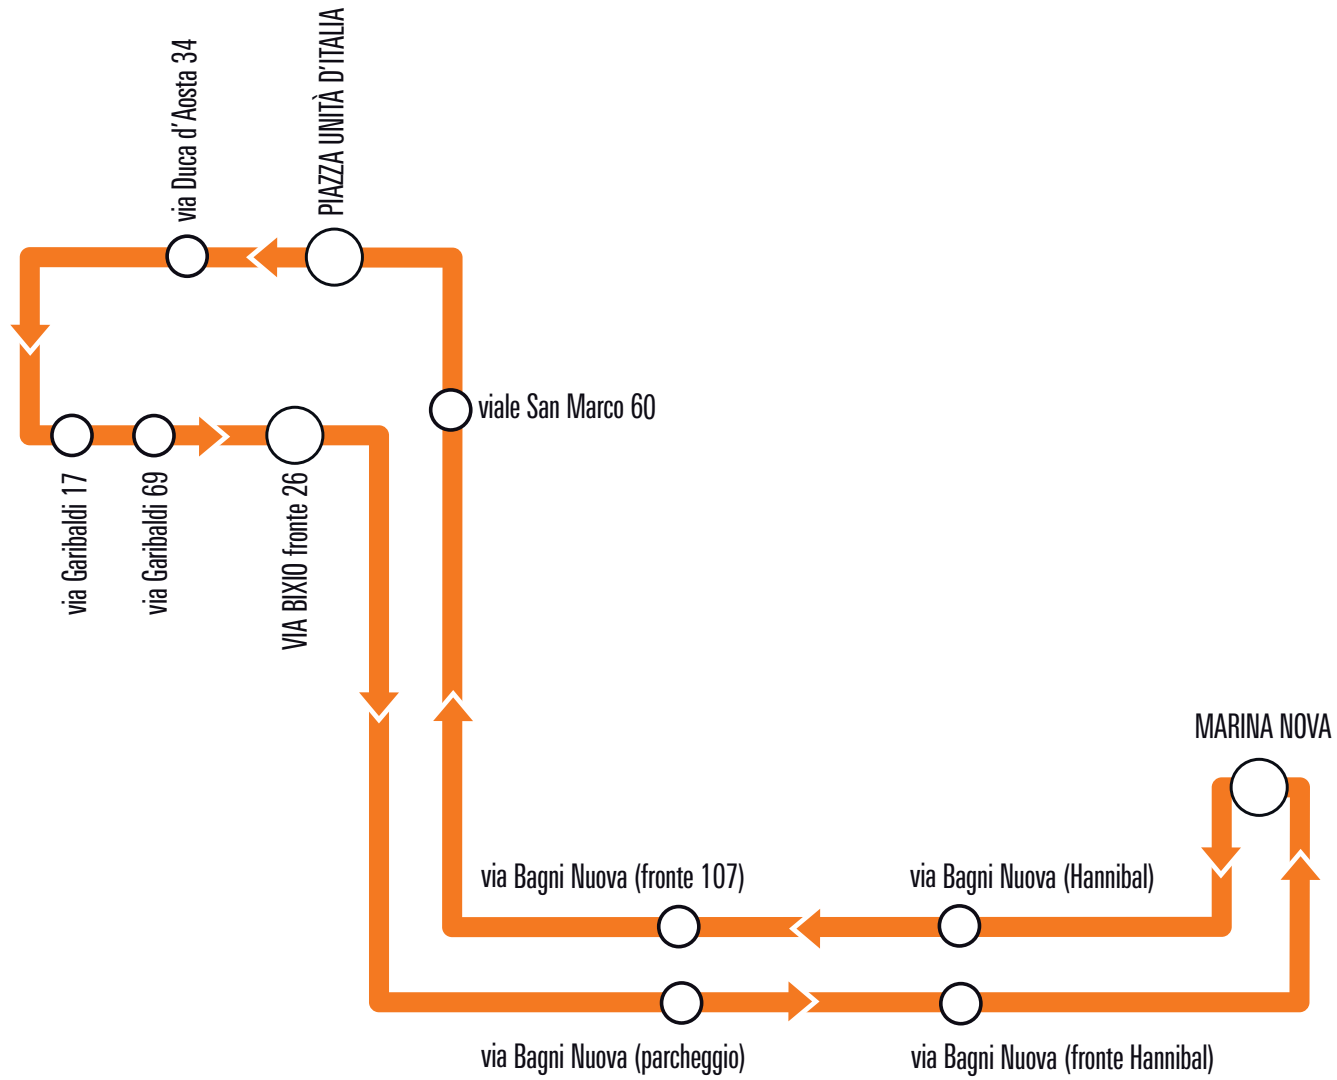 via Duca d'Aosta 34
PIAZZA UNITÀ D'ITALIA
viale San Marco 60
via Garibaldi 17
via Garibaldi 69
VIA BIXIO fronte 26
MARINA NOVA
via Bagni Nuova (fronte 107)
via Bagni Nuova (Hannibal)
via Bagni Nuova (parcheggio)
via Bagni Nuova (fronte Hannibal)